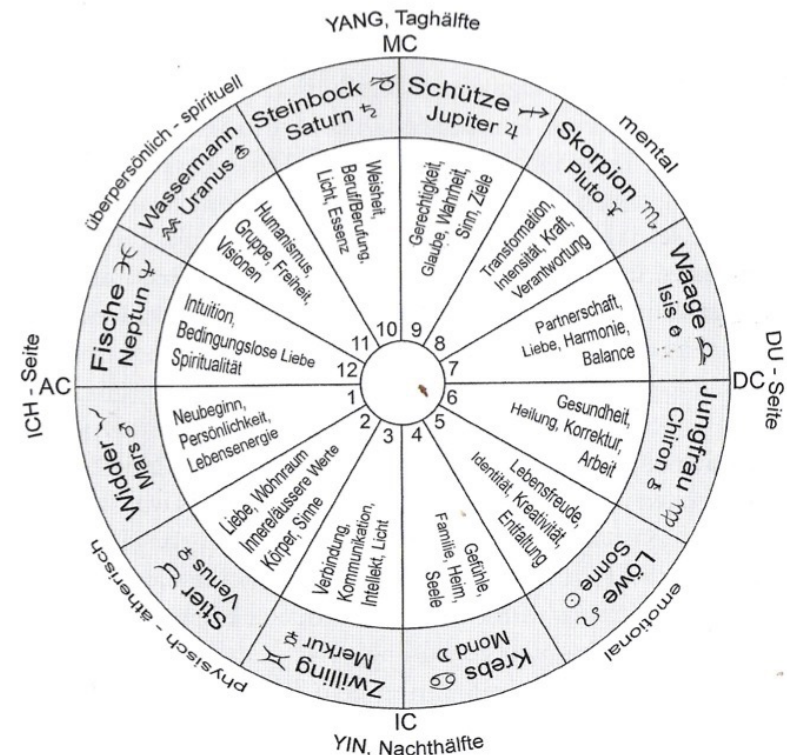 YANG, Taghälfte
MC
überpersönlich - spirituell
mental
Steinbock ♑
Saturn ♄
Schütze ♐
Jupiter ♃
Wassermann
♒ Uranus ⛢
Skorpion ♏
Pluto ♇
Fische ♓
Neptun ♆
Waage ♎
Isis
Weisheit,
Beruf/Berufung,
Licht, Essenz
Gerechtigkeit,
Glaube, Wahrheit,
Sinn, Ziele
Humanismus,
Gruppe, Freiheit,
Visionen
Transformation,
Intensität, Kraft,
Verantwortung
Intuition,
Bedingungslose Liebe
Spiritualität
Partnerschaft,
Liebe, Harmonie,
Balance
10
9
11
8
12
7
1
6
2
5
3
4
ICH - Seite
AC
DC
DU - Seite
Neubeginn,
Persönlichkeit,
Lebensenergie
Gesundheit,
Heilung, Korrektur,
Arbeit
Liebe, Wohnraum
Innere/äussere Werte
Körper, Sinne
Lebensfreude,
Identität, Kreativität,
Entfaltung
Verbindung,
Kommunikation,
Intellekt, Licht
Gefühle,
Familie, Heim,
Seele
Widder ♈
Mars ♂
Jungfrau ♍
Chiron ⚷
Stier ♉
Venus ♀
Löwe ♌
Sonne ☉
Zwilling ♊
Merkur ☿
Krebs ♋
Mond ☽
physisch - ätherisch
emotional
IC
YIN, Nachthälfte